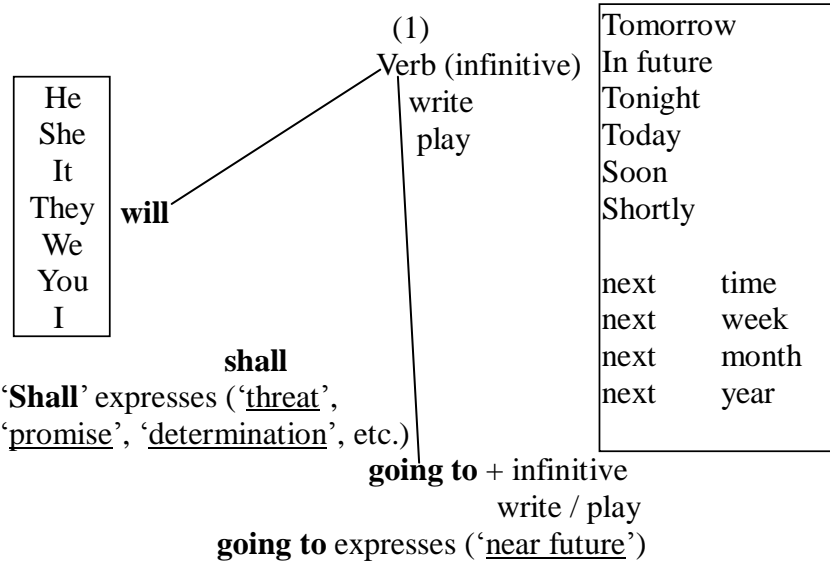 (1)
Verb (infinitive)
write
play
He
She
It
They
We
You
I
will
Tomorrow
In future
Tonight
Today
Soon
Shortly
next time
next week
next month
next year
shall
‘Shall’ expresses (‘threat’,
‘promise’, ‘determination’, etc.)
going to + infinitive
write / play
going to expresses (‘near future’)